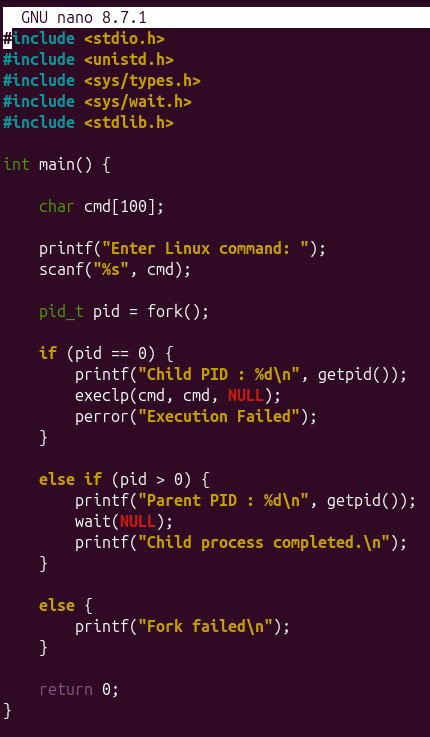 GNU nano 8.7.1
#include <stdio.h>
#include <unistd.h>
#include <sys/types.h>
#include <sys/wait.h>
#include <stdlib.h>

int main() {

    char cmd[100];

    printf("Enter Linux command: ");
    scanf("%s", cmd);

    pid_t pid = fork();

    if (pid == 0) {
        printf("Child PID : %d\n", getpid());
        execlp(cmd, cmd, NULL);
        perror("Execution Failed");
    }

    else if (pid > 0) {
        printf("Parent PID : %d\n", getpid());
        wait(NULL);
        printf("Child process completed.\n");
    }

    else {
        printf("Fork failed\n");
    }

    return 0;
}